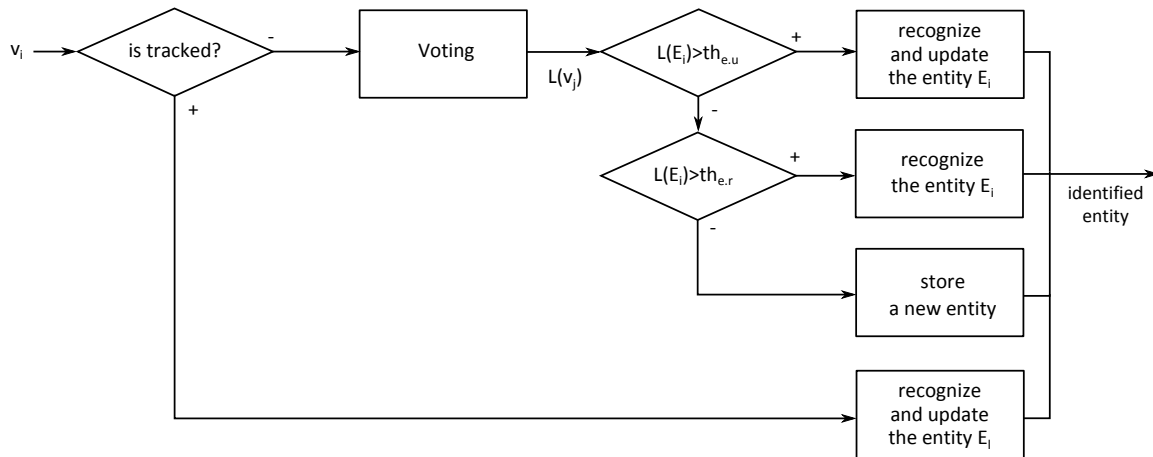 v_i
is tracked?
-
+
Voting
L(v_j)
L(E_i)>th_e.u
+
-
recognize
and update
the entity E_i
L(E_i)>th_e.r
+
-
recognize
the entity E_i
identified
entity
store
a new entity
recognize
and update
the entity E_l